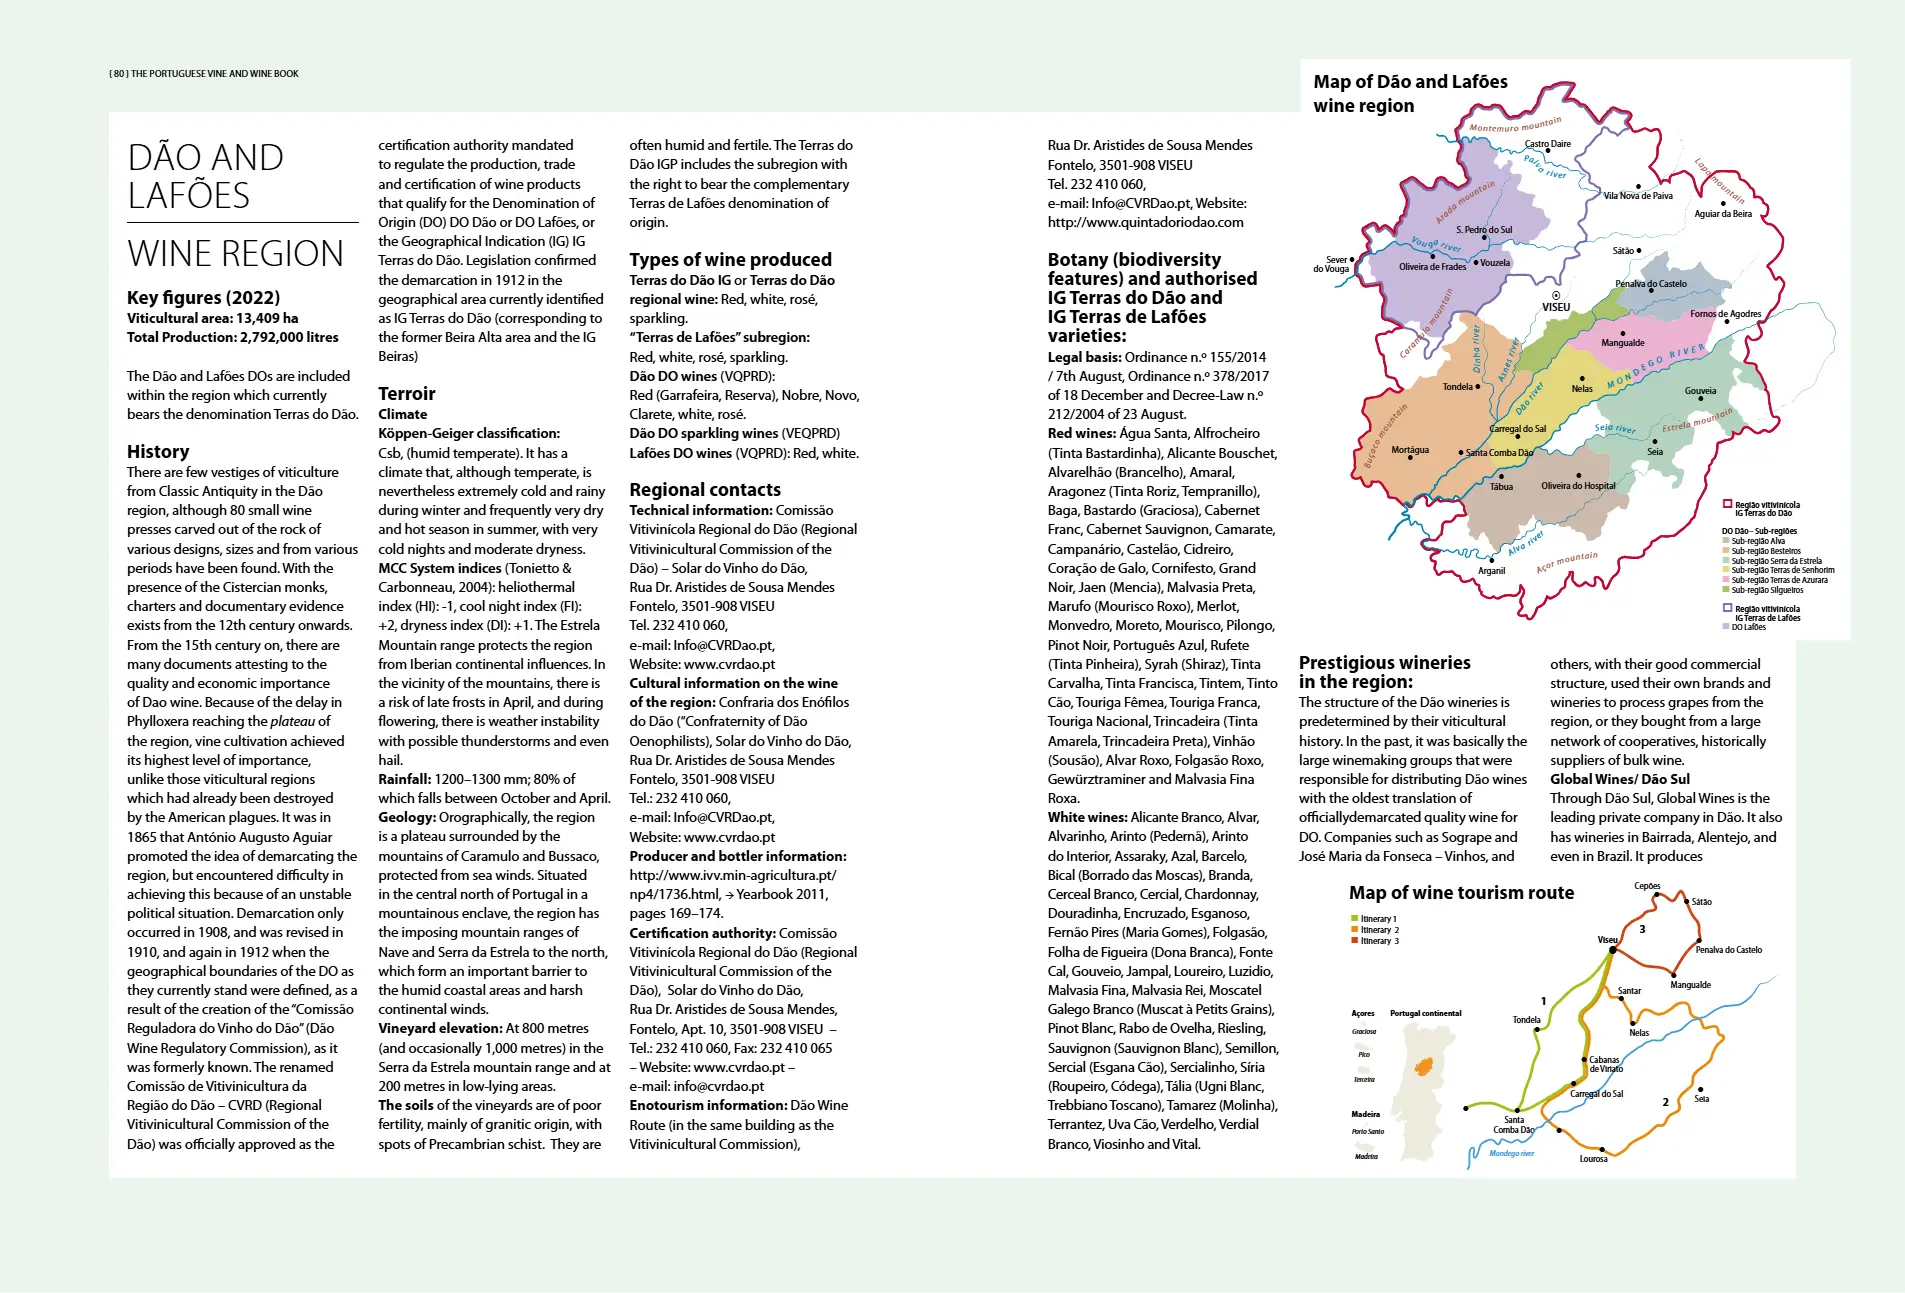 { 80 } THE PORTUGUESE VINE AND WINE BOOK
DÃO AND
LAFÕES
WINE REGION
Key figures (2022)
Viticultural area: 13,409 ha
Total Production: 2,792,000 litres
The Dão and Lafões DOs are included
within the region which currently
bears the denomination Terras do Dão.
History
There are few vestiges of viticulture
from Classic Antiquity in the Dão
region, although 80 small wine
presses carved out of the rock of
various designs, sizes and from various
periods have been found. With the
presence of the Cistercian monks,
charters and documentary evidence
exists from the 12th century onwards.
From the 15th century on, there are
many documents attesting to the
quality and economic importance
of Dao wine. Because of the delay in
Phylloxera reaching the plateau of
the region, vine cultivation achieved
its highest level of importance,
unlike those viticultural regions
which had already been destroyed
by the American plagues. It was in
1865 that António Augusto Aguiar
promoted the idea of demarcating the
region, but encountered difficulty in
achieving this because of an unstable
political situation. Demarcation only
occurred in 1908, and was revised in
1910, and again in 1912 when the
geographical boundaries of the DO as
they currently stand were defined, as a
result of the creation of the “Comissão
Reguladora do Vinho do Dão” (Dão
Wine Regulatory Commission), as it
was formerly known. The renamed
Comissão de Vitivinicultura da
Região do Dão – CVRD (Regional
Vitivinicultural Commission of the
Dão) was officially approved as the
certification authority mandated
to regulate the production, trade
and certification of wine products
that qualify for the Denomination of
Origin (DO) DO Dão or DO Lafões, or
the Geographical Indication (IG) IG
Terras do Dão. Legislation confirmed
the demarcation in 1912 in the
geographical area currently identified
as IG Terras do Dão (corresponding to
the former Beira Alta area and the IG
Beiras)
Terroir
Climate
Köppen-Geiger classification:
Csb, (humid temperate). It has a
climate that, although temperate, is
nevertheless extremely cold and rainy
during winter and frequently very dry
and hot season in summer, with very
cold nights and moderate dryness.
MCC System indices (Tonietto &
Carbonneau, 2004): heliothermal
index (HI): -1, cool night index (FI):
+2, dryness index (DI): +1. The Estrela
Mountain range protects the region
from Iberian continental influences. In
the vicinity of the mountains, there is
a risk of late frosts in April, and during
flowering, there is weather instability
with possible thunderstorms and even
hail.
Rainfall: 1200–1300 mm; 80% of
which falls between October and April.
Geology: Orographically, the region
is a plateau surrounded by the
mountains of Caramulo and Bussaco,
protected from sea winds. Situated
in the central north of Portugal in a
mountainous enclave, the region has
the imposing mountain ranges of
Nave and Serra da Estrela to the north,
which form an important barrier to
the humid coastal areas and harsh
continental winds.
Vineyard elevation: At 800 metres
(and occasionally 1,000 metres) in the
Serra da Estrela mountain range and at
200 metres in low-lying areas.
The soils of the vineyards are of poor
fertility, mainly of granitic origin, with
spots of Precambrian schist. They are
often humid and fertile. The Terras do
Dão IGP includes the subregion with
the right to bear the complementary
Terras de Lafões denomination of
origin.
Types of wine produced
Terras do Dão IG or Terras do Dão
regional wine: Red, white, rosé,
sparkling.
“Terras de Lafões” subregion:
Red, white, rosé, sparkling.
Dão DO wines (VQPRD):
Red (Garrafeira, Reserva), Nobre, Novo,
Clarete, white, rosé.
Dão DO sparkling wines (VEQPRD)
Lafões DO wines (VQPRD): Red, white.
Regional contacts
Technical information: Comissão
Vitivinícola Regional do Dão (Regional
Vitivinicultural Commission of the
Dão) – Solar do Vinho do Dão,
Rua Dr. Aristides de Sousa Mendes
Fontelo, 3501-908 VISEU
Tel. 232 410 060,
e-mail: Info@CVRDao.pt,
Website: www.cvrdao.pt
Cultural information on the wine
of the region: Confraria dos Enófilos
do Dão (“Confraternity of Dão
Oenophilists), Solar do Vinho do Dão,
Rua Dr. Aristides de Sousa Mendes
Fontelo, 3501-908 VISEU
Tel.: 232 410 060,
e-mail: Info@CVRDao.pt,
Website: www.cvrdao.pt
Producer and bottler information:
http://www.ivv.min-agricultura.pt/
np4/1736.html, → Yearbook 2011,
pages 169–174.
Certification authority: Comissão
Vitivinícola Regional do Dão (Regional
Vitivinicultural Commission of the
Dão), Solar do Vinho do Dão,
Rua Dr. Aristides de Sousa Mendes,
Fontelo, Apt. 10, 3501-908 VISEU –
Tel.: 232 410 060, Fax: 232 410 065
– Website: www.cvrdao.pt –
e-mail: info@cvrdao.pt
Enotourism information: Dão Wine
Route (in the same building as the
Vitivinicultural Commission),
Rua Dr. Aristides de Sousa Mendes
Fontelo, 3501-908 VISEU
Tel. 232 410 060,
e-mail: Info@CVRDao.pt, Website:
http://www.quintadoriodao.com
Botany (biodiversity
features) and authorised
IG Terras do Dão and
IG Terras de Lafões
varieties:
Legal basis: Ordinance n.º 155/2014
/ 7th August, Ordinance n.º 378/2017
of 18 December and Decree-Law n.º
212/2004 of 23 August.
Red wines: Água Santa, Alfrocheiro
(Tinta Bastardinha), Alicante Bouschet,
Alvarelhão (Brancelho), Amaral,
Aragonez (Tinta Roriz, Tempranillo),
Baga, Bastardo (Graciosa), Cabernet
Franc, Cabernet Sauvignon, Camarate,
Campanário, Castelão, Cidreiro,
Coração de Galo, Cornifesto, Grand
Noir, Jaen (Mencia), Malvasia Preta,
Marufo (Mourisco Roxo), Merlot,
Monvedro, Moreto, Mourisco, Pilongo,
Pinot Noir, Português Azul, Rufete
(Tinta Pinheira), Syrah (Shiraz), Tinta
Carvalha, Tinta Francisca, Tintem, Tinto
Cão, Touriga Fêmea, Touriga Franca,
Touriga Nacional, Trincadeira (Tinta
Amarela, Trincadeira Preta), Vinhão
(Sousão), Alvar Roxo, Folgasão Roxo,
Gewürztraminer and Malvasia Fina
Roxa.
White wines: Alicante Branco, Alvar,
Alvarinho, Arinto (Pedernã), Arinto
do Interior, Assaraky, Azal, Barcelo,
Bical (Borrado das Moscas), Branda,
Cerceal Branco, Cercial, Chardonnay,
Douradinha, Encruzado, Esganoso,
Fernão Pires (Maria Gomes), Folgasão,
Folha de Figueira (Dona Branca), Fonte
Cal, Gouveio, Jampal, Loureiro, Luzidio,
Malvasia Fina, Malvasia Rei, Moscatel
Galego Branco (Muscat à Petits Grains),
Pinot Blanc, Rabo de Ovelha, Riesling,
Sauvignon (Sauvignon Blanc), Semillon,
Sercial (Esgana Cão), Sercialinho, Síria
(Roupeiro, Códega), Tália (Ugni Blanc,
Trebbiano Toscano), Tamarez (Molinha),
Terrantez, Uva Cão, Verdelho, Verdial
Branco, Viosinho and Vital.
Map of Dão and Lafões
wine region
Montemuro mountain
Castro Daire
Paiva river
Lapa mountain
Vila Nova de Paiva
Aguiar da Beira
Arada mountain
S. Pedro do Sul
Vouga river
Sever
do Vouga
Oliveira de Frades
Vouzela
Sátão
Penalva do Castelo
VISEU
Fornos de Agodres
Caramulo mountain
Dinha river
Asnes river
Mangualde
MONDEGO RIVER
Tondela
Dão river
Nelas
Gouveia
Buçaco mountain
Carregal do Sal
Seia river
Estrela mountain
Mortágua
Santa Comba Dão
Seia
Tábua
Oliveira do Hospital
Alva river
Arganil
Açor mountain
Região vitivinícola
IG Terras do Dão
DO Dão– Sub-regiões
Sub-região Alva
Sub-região Besteiros
Sub-região Serra da Estrela
Sub-região Terras de Senhorim
Sub-região Terras de Azurara
Sub-região Silgueiros
Região vitivinícola
IG Terras de Lafões
DO Lafões
Prestigious wineries
in the region:
The structure of the Dão wineries is
predetermined by their viticultural
history. In the past, it was basically the
large winemaking groups that were
responsible for distributing Dão wines
with the oldest translation of
officiallydemarcated quality wine for
DO. Companies such as Sogrape and
José Maria da Fonseca – Vinhos, and
others, with their good commercial
structure, used their own brands and
wineries to process grapes from the
region, or they bought from a large
network of cooperatives, historically
suppliers of bulk wine.
Global Wines/ Dão Sul
Through Dão Sul, Global Wines is the
leading private company in Dão. It also
has wineries in Bairrada, Alentejo, and
even in Brazil. It produces
Map of wine tourism route
Itinerary 1
Itinerary 2
Itinerary 3
Cepões
Sátão
3
Viseu
Penalva do Castelo
Mangualde
Santar
1
Tondela
Nelas
Cabanas
de Viriato
Carregal do Sal
2
Seia
Santa
Comba Dão
Mondego river
Lourosa
Açores
Portugal continental
Graciosa
Pico
Terceira
Madeira
Porto Santo
Madeira